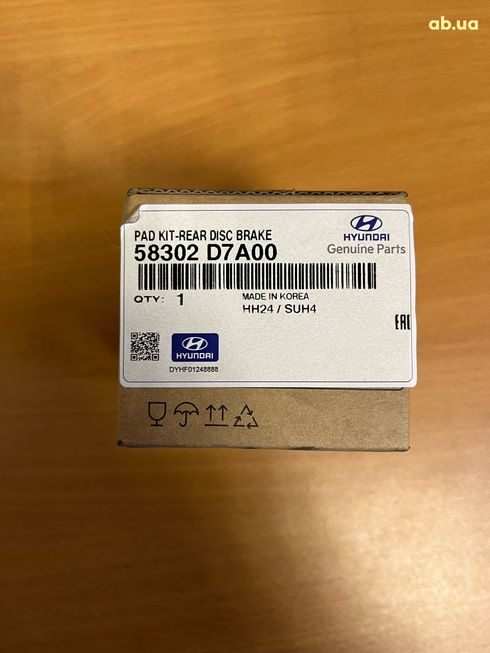 ab.ua
PAD KIT-REAR DISC BRAKE
58302 D7A00
HYUNDAI
Genuine Parts
QTY: 1
MADE IN KOREA
HH24 / SUH4
EAC
HYUNDAI
DYHF01248888